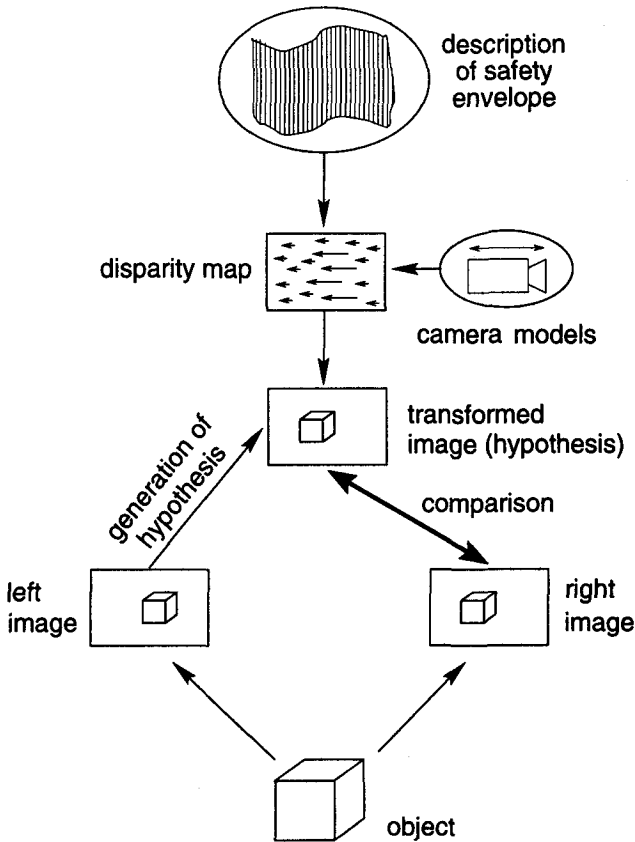 description
of safety
envelope
disparity map
camera models
transformed
image (hypothesis)
generation of
hypothesis
comparison
left
image
right
image
object